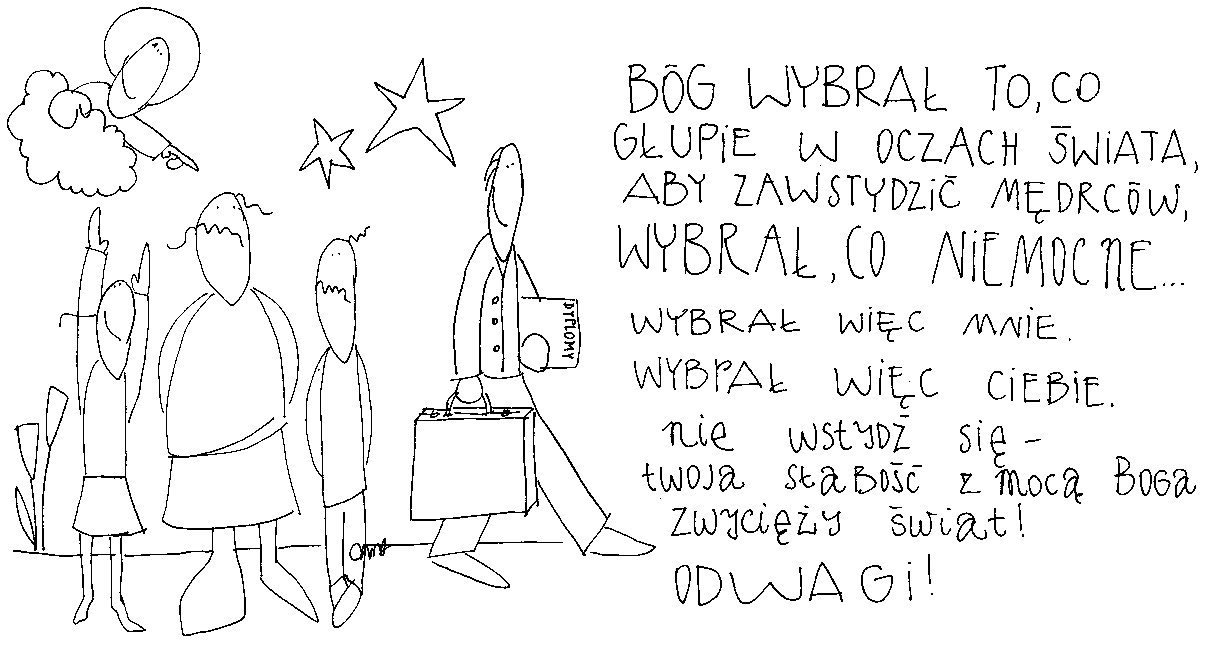 BÓG WYBRAŁ TO, CO
GŁUPIE W OCZACH ŚWIATA,
ABY ZAWSTYDZIĆ MĘDRCÓW,
WYBRAŁ, CO NIEMOCNE...
WYBRAŁ WIĘC MNIE.
WYBRAŁ WIĘC CIEBIE.
nie wstydź się -
twoja słabość z mocą Boga
zwycięży świat!
ODWAGI!
DYPLOMY